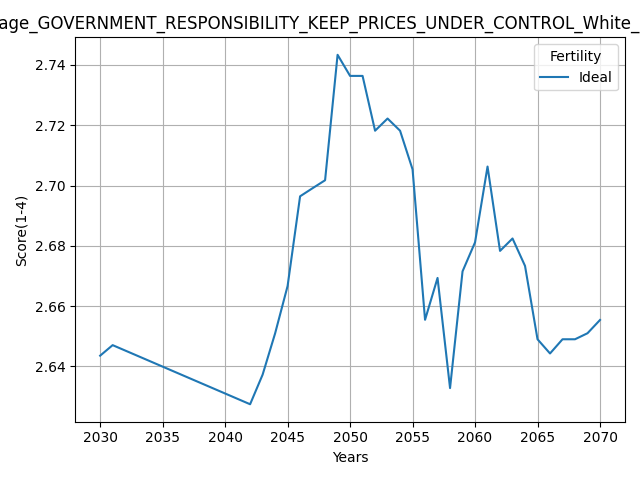 age_GOVERNMENT_RESPONSIBILITY_KEEP_PRICES_UNDER_CONTROL_White_
Fertility
Ideal
Score(1-4)
2.74
2.72
2.70
2.68
2.66
2.64
2030 2035 2040 2045 2050 2055 2060 2065 2070
Years